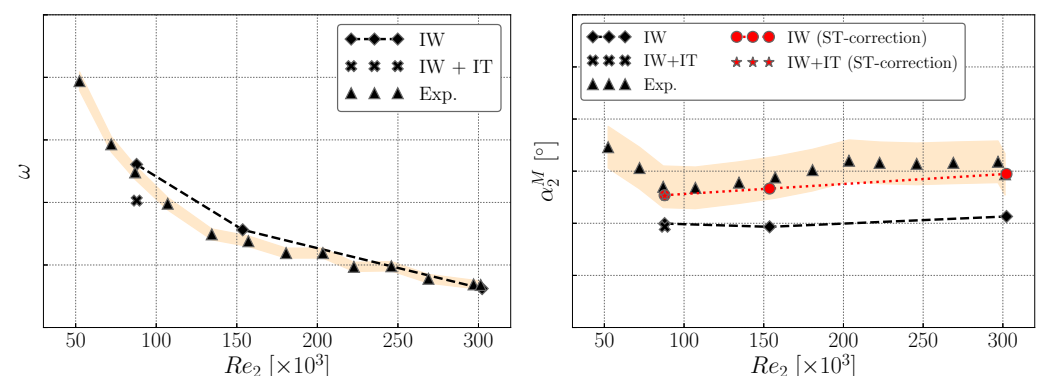 ω
IW
IW + IT
Exp.
50 100 150 200 250 300
Re₂ [×10³]
α₂ᴹ [°]
IW
IW+IT
Exp.
IW (ST-correction)
IW+IT (ST-correction)
50 100 150 200 250 300
Re₂ [×10³]